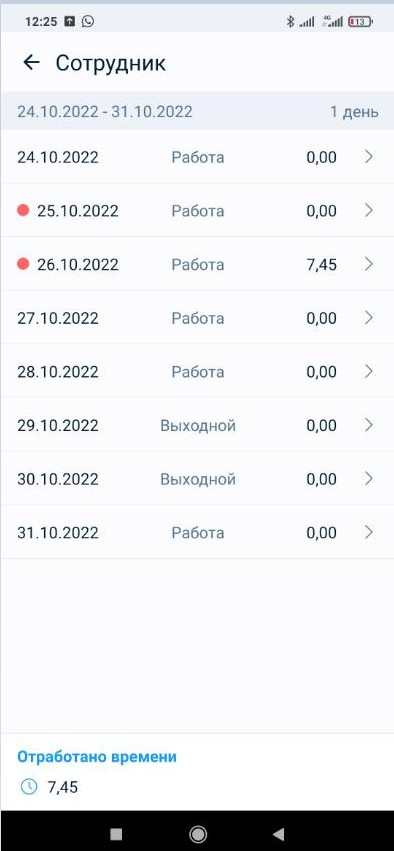 12:25 4G 13
Сотрудник
24.10.2022 - 31.10.2022 1 день
24.10.2022 Работа 0,00
25.10.2022 Работа 0,00
26.10.2022 Работа 7,45
27.10.2022 Работа 0,00
28.10.2022 Работа 0,00
29.10.2022 Выходной 0,00
30.10.2022 Выходной 0,00
31.10.2022 Работа 0,00
Отработано времени
7,45